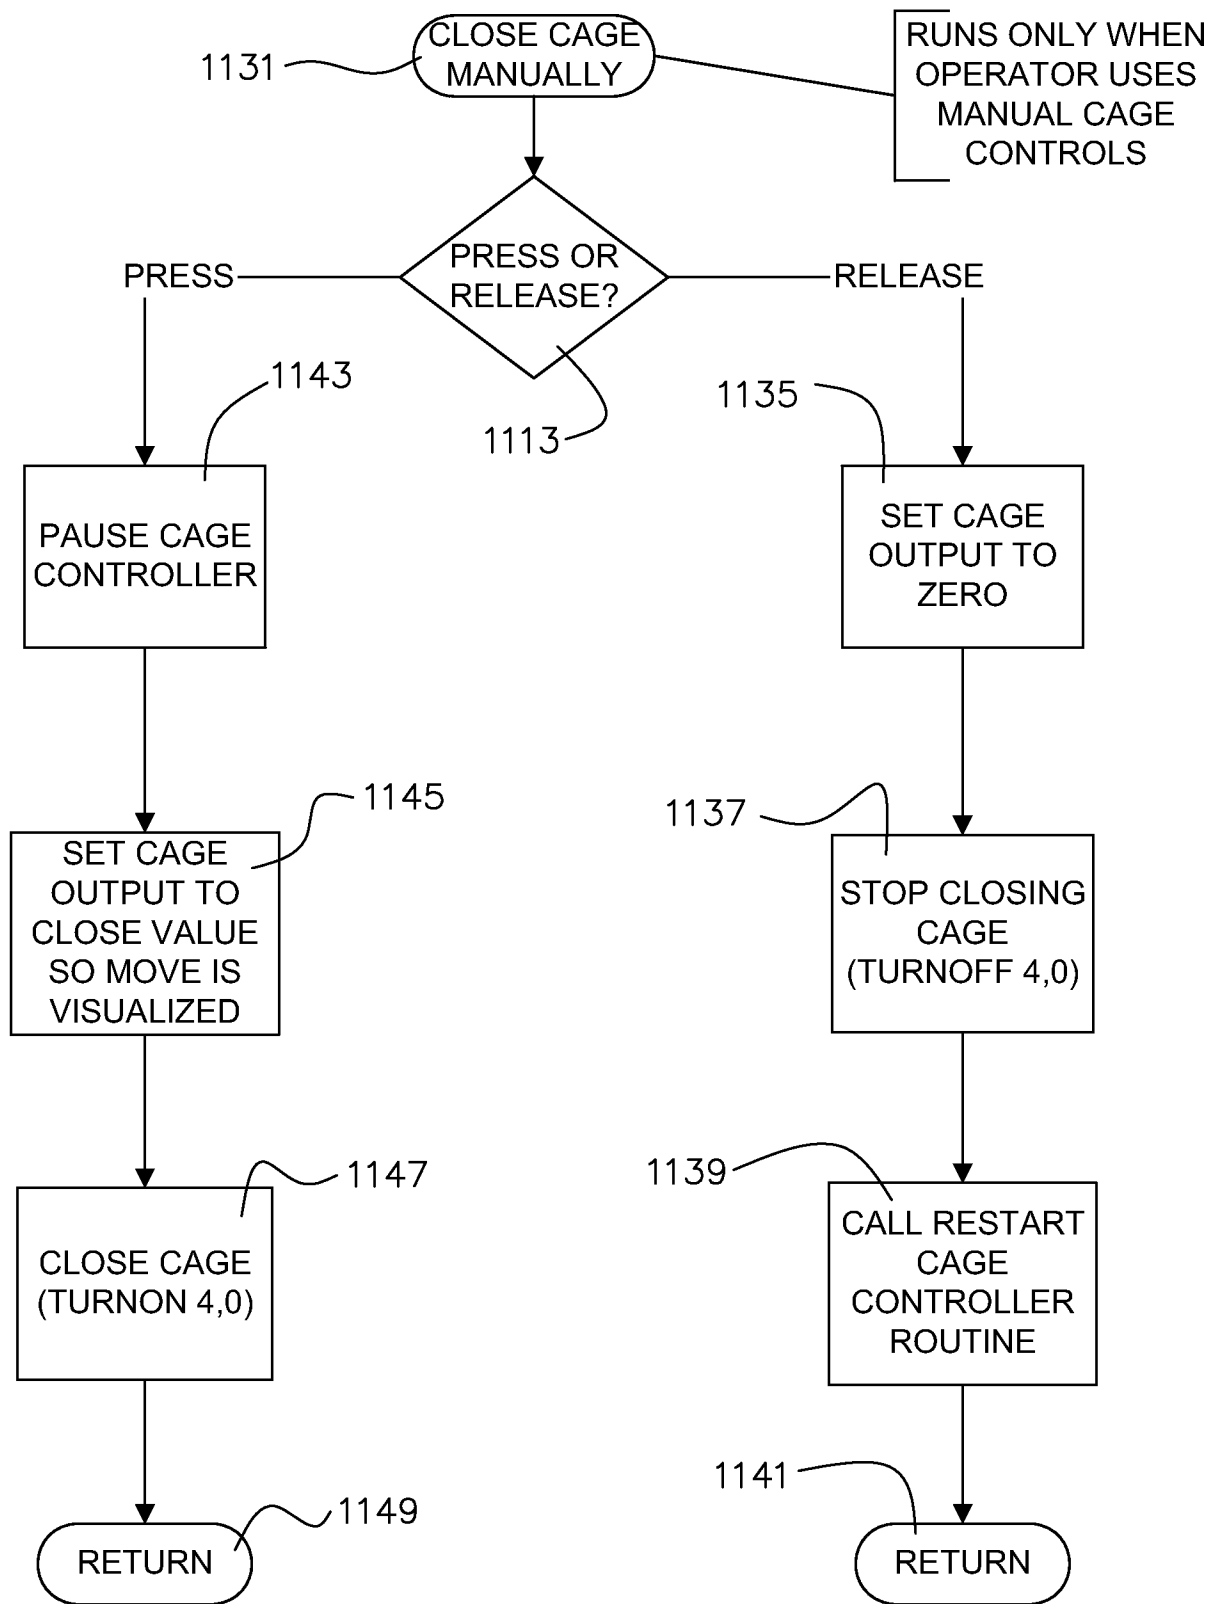 CLOSE CAGE
MANUALLY
1131
RUNS ONLY WHEN
OPERATOR USES
MANUAL CAGE
CONTROLS
PRESS OR
RELEASE?
PRESS
RELEASE
1113
1143
PAUSE CAGE
CONTROLLER
1135
SET CAGE
OUTPUT TO
ZERO
1145
SET CAGE
OUTPUT TO
CLOSE VALUE
SO MOVE IS
VISUALIZED
1137
STOP CLOSING
CAGE
(TURNOFF 4,0)
1147
CLOSE CAGE
(TURNON 4,0)
1139
CALL RESTART
CAGE
CONTROLLER
ROUTINE
1149
RETURN
1141
RETURN